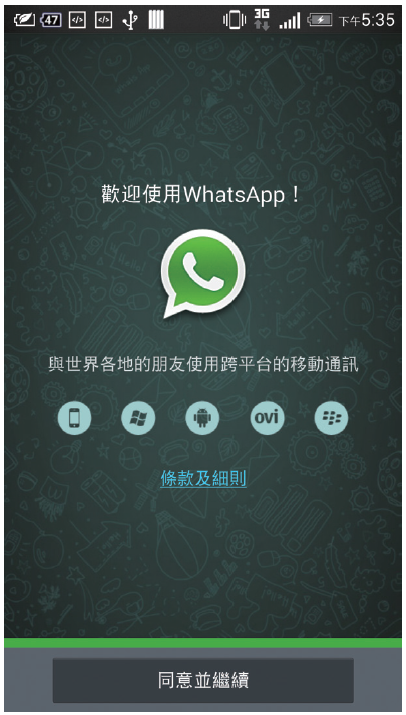 47 </> </> 3G 下午5:35
歡迎使用WhatsApp！
與世界各地的朋友使用跨平台的移動通訊
ovi
條款及細則
同意並繼續